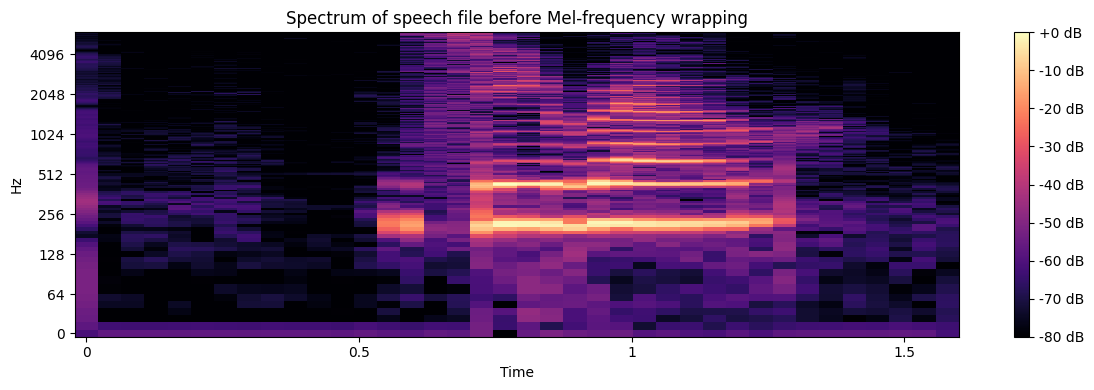 Spectrum of speech file before Mel-frequency wrapping
Hz
4096
2048
1024
512
256
128
64
0
0
0.5
1
1.5
Time
+0 dB
-10 dB
-20 dB
-30 dB
-40 dB
-50 dB
-60 dB
-70 dB
-80 dB